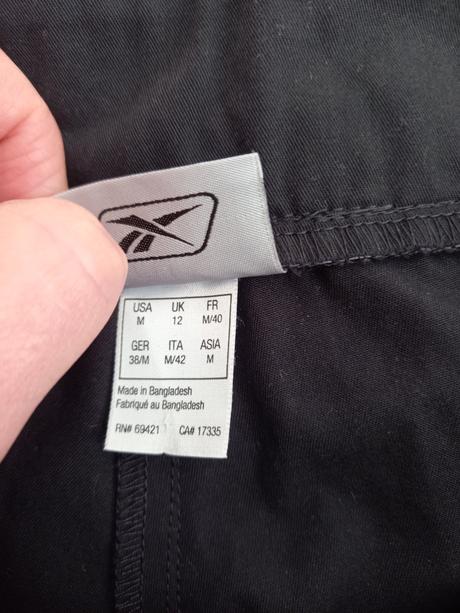 USA UK FR
M 12 M/40
GER ITA ASIA
38/M M/42 M
Made in Bangladesh
Fabriqué au Bangladesh
RN# 69421 CA# 17335